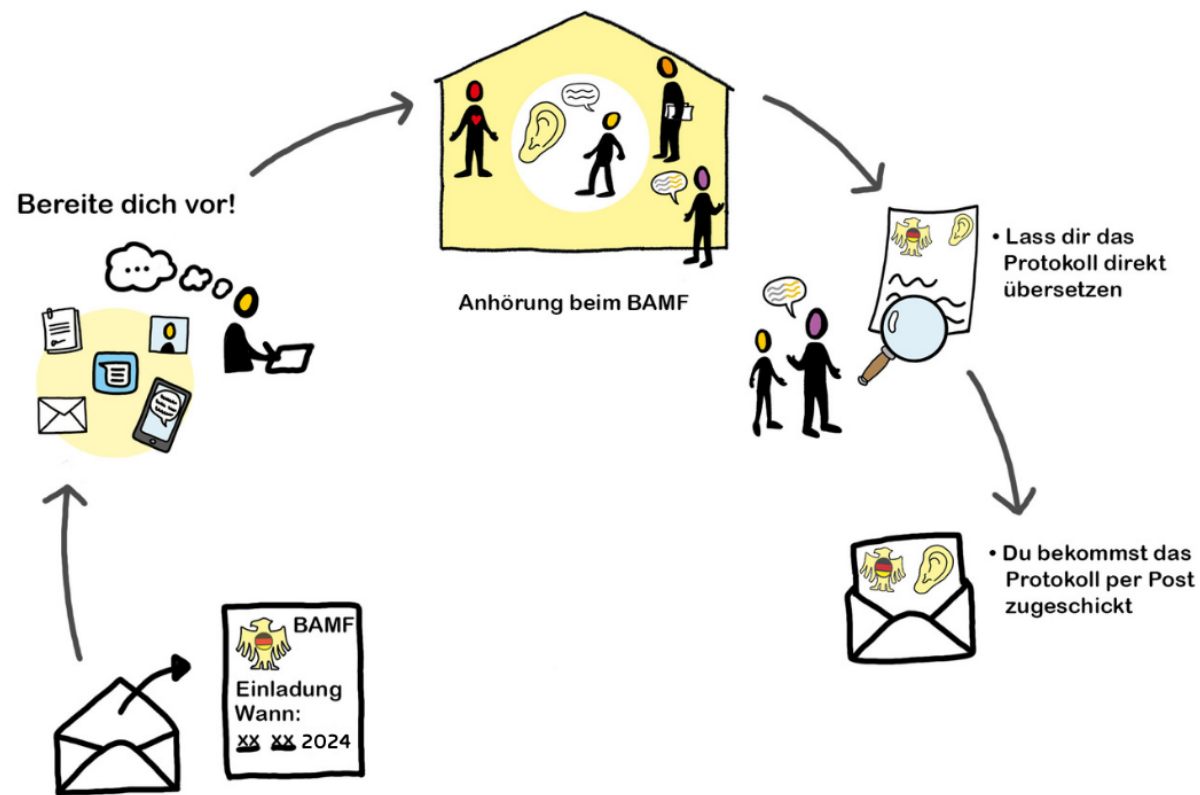 Bereite dich vor!
Anhörung beim BAMF
• Lass dir das
Protokoll direkt
übersetzen
• Du bekommst das
Protokoll per Post
zugeschickt
BAMF
Einladung
Wann:
XX XX 2024